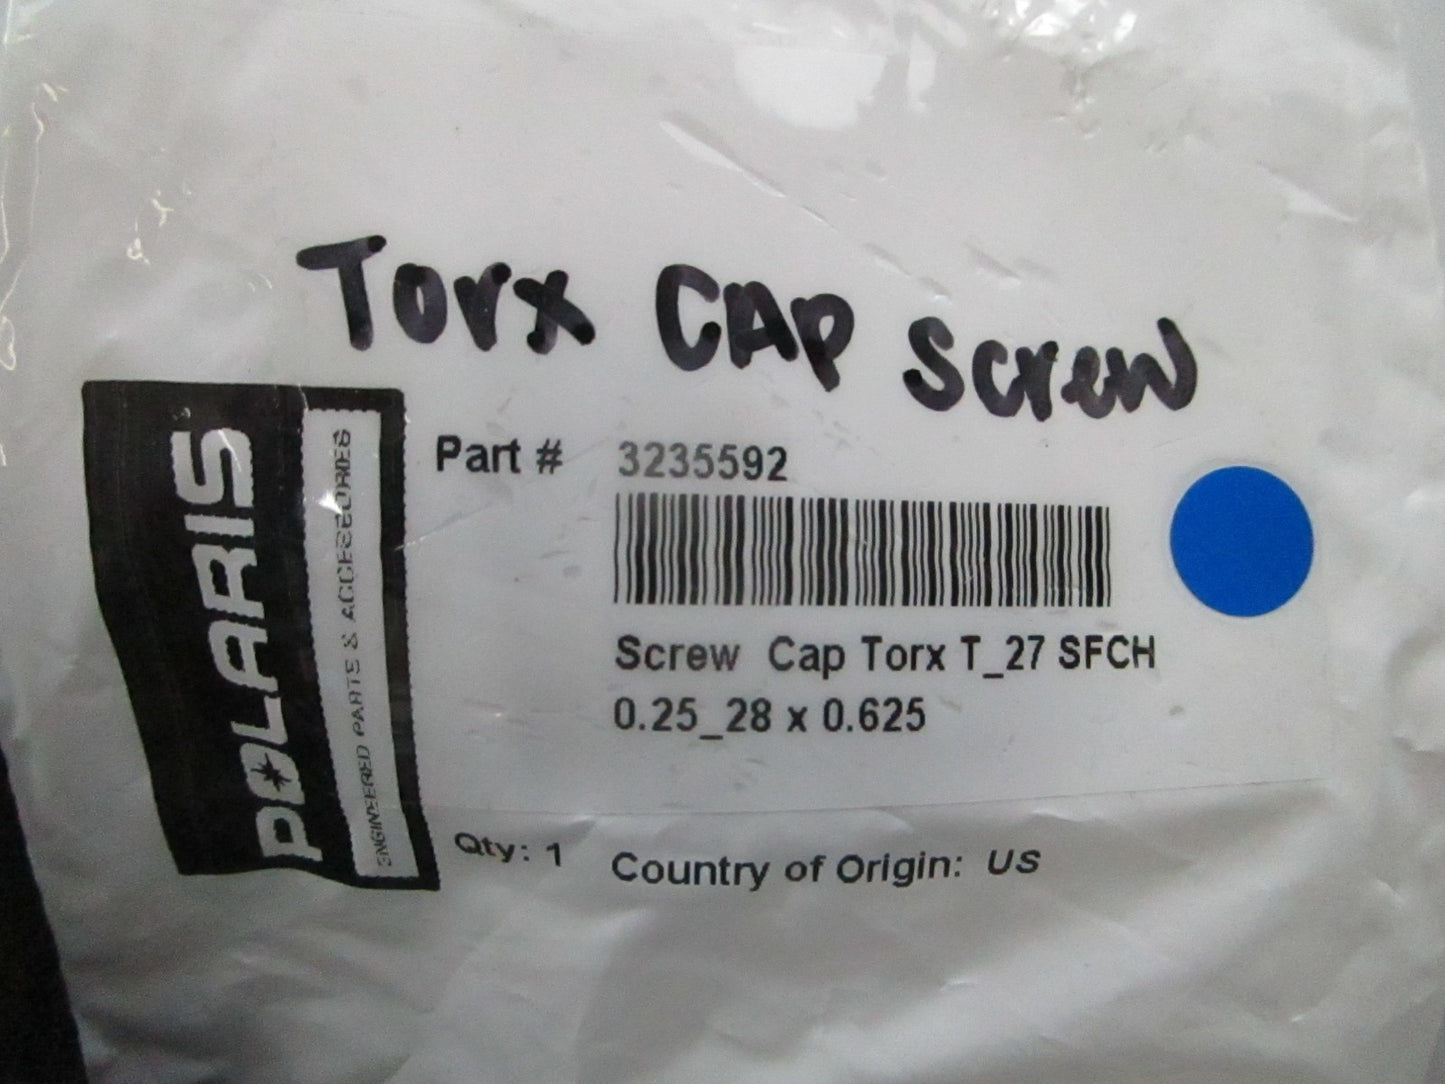 Torx CAP Screw
POLARIS
ENGINEERED PARTS & ACCESSORIES
Part # 3235592
Screw Cap Torx T_27 SFCH
0.25_28 x 0.625
Qty: 1 Country of Origin: US